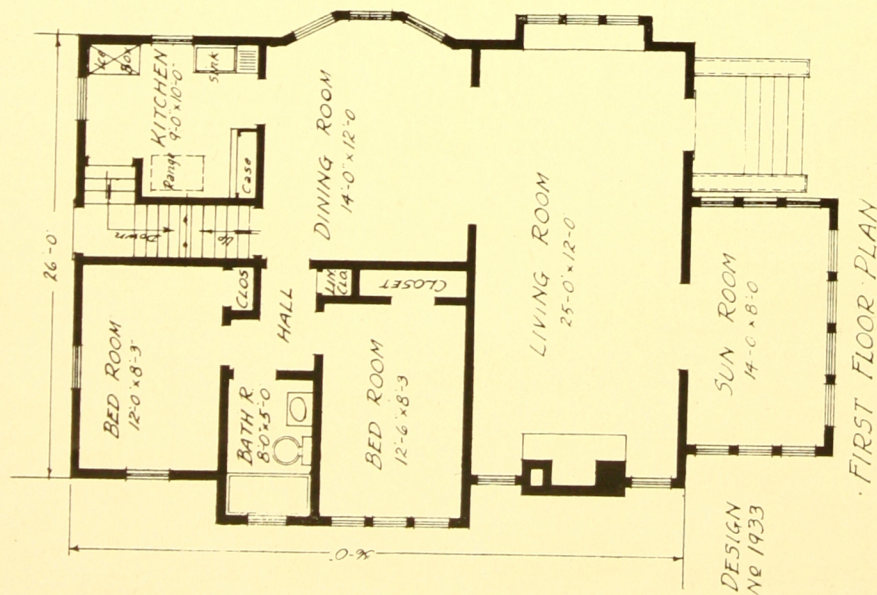 Ice
Box
KITCHEN
9'-0" x 10'-0"
Sink
Range
Case
DINING ROOM
14'-0" x 12'-0
LIVING ROOM
25'-0" x 12'-0
Down
Up
CLOS
HALL
LIN
CLO.
CLOSET
BED ROOM
12'-0" x 8'-3"
BATH R.
8'-0" x 5'-0
BED ROOM
12'-6" x 8'-3
SUN ROOM
14'-0 x 8'-0
26'-0"
36'-0"
DESIGN
No 1933
·FIRST FLOOR·PLAN